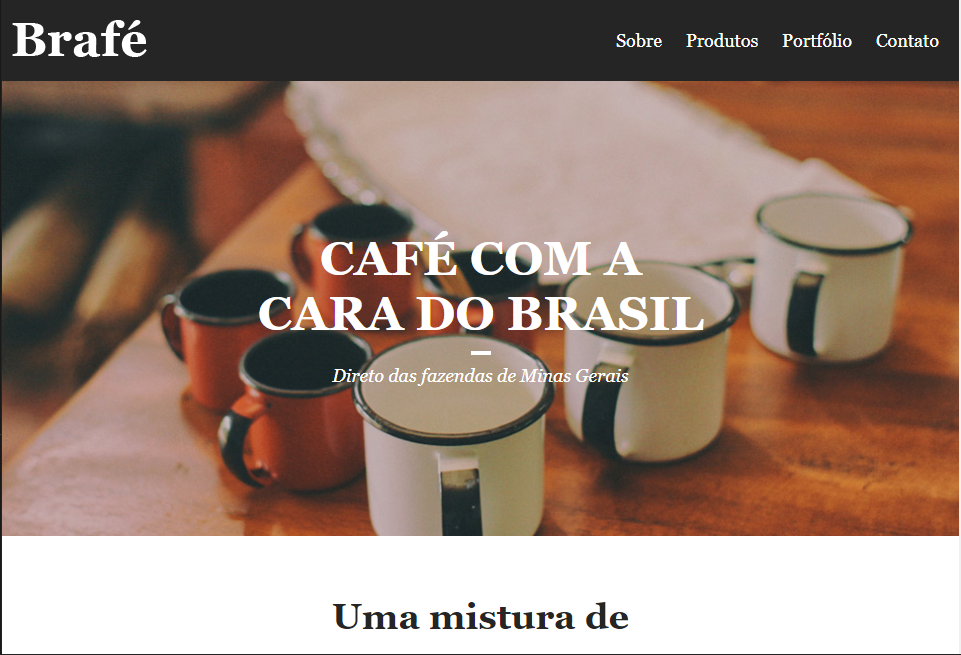 Brafé
Sobre Produtos Portfólio Contato
CAFÉ COM A
CARA DO BRASIL
Direto das fazendas de Minas Gerais
Uma mistura de